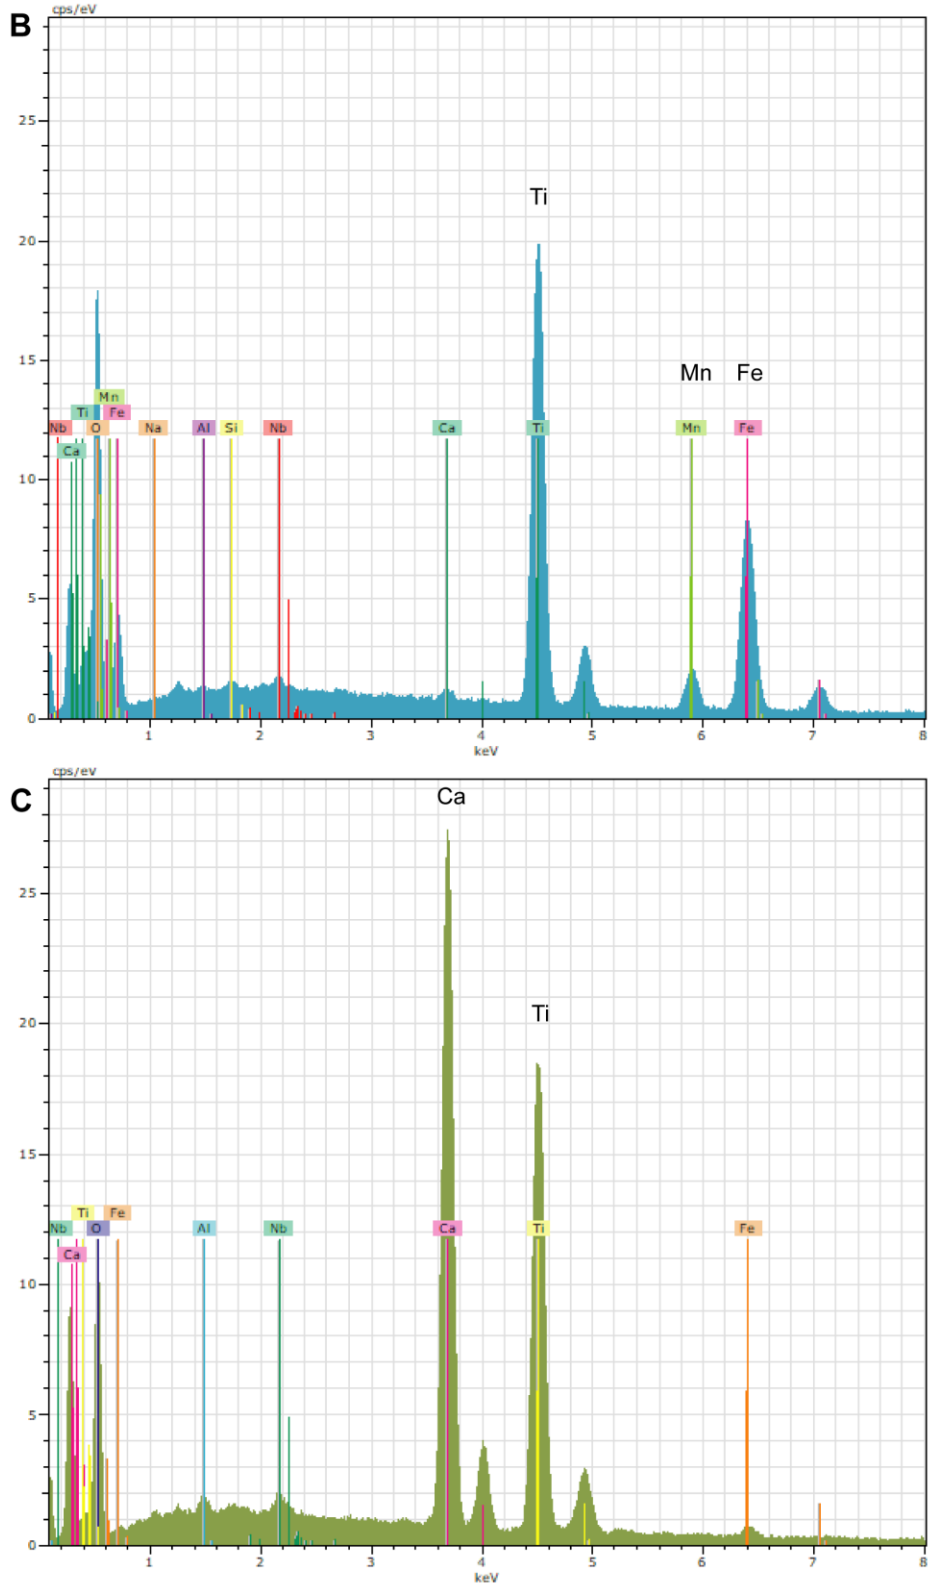 B
cps/eV
25
Ti
20
15
Mn Fe
Mn
Ti Fe
Nb O Na Al Si Nb Ca Ti Mn Fe
Ca
10
5
0
1 2 3 4 5 6 7 8
keV
cps/eV
C
Ca
25
Ti
20
15
Ti Fe
Nb O Al Nb Ca Ti Fe
Ca
10
5
0
1 2 3 4 5 6 7 8
keV